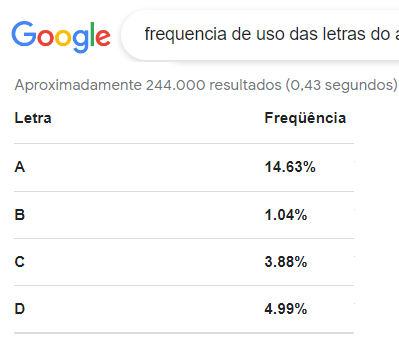 Google frequencia de uso das letras do a
Aproximadamente 244.000 resultados (0,43 segundos)
Letra Freqüência
A 14.63%
B 1.04%
C 3.88%
D 4.99%